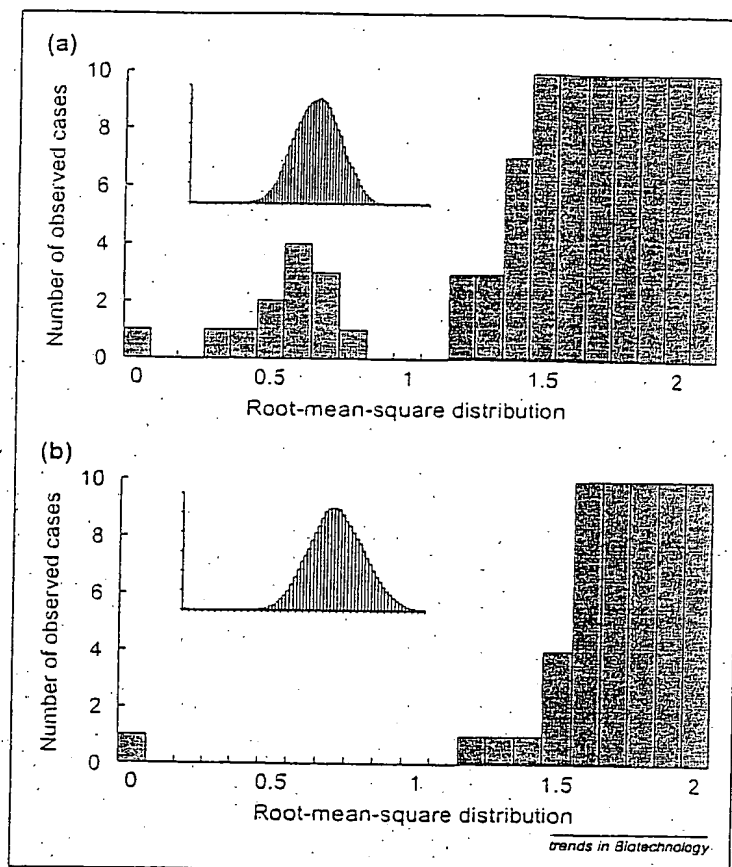 (a)
10
8
6
4
2
0
Number of observed cases
0 0.5 1 1.5 2
Root-mean-square distribution
(b)
10
8
6
4
2
0
Number of observed cases
0 0.5 1 1.5 2
Root-mean-square distribution
trends in Biotechnology